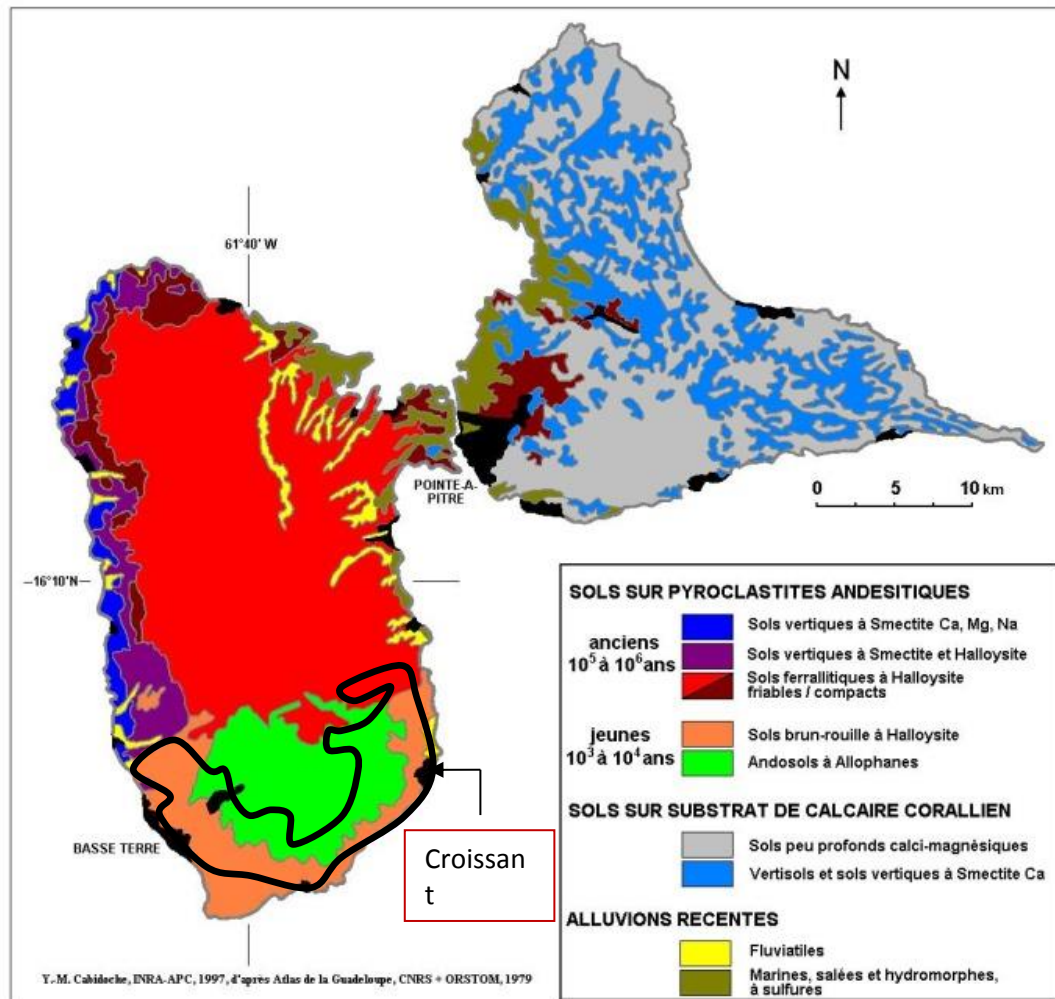 N
61°40' W
POINTE-A-
PITRE
0 5 10 km
16°10'N
BASSE TERRE
Croissan
t
SOLS SUR PYROCLASTITES ANDESITIQUES
anciens
10⁵ à 10⁶ ans
Sols vertiques à Smectite Ca, Mg, Na
Sols vertiques à Smectite et Halloysite
Sols ferrallitiques à Halloysite
friables / compacts
jeunes
10³ à 10⁴ ans
Sols brun-rouille à Halloysite
Andosols à Allophanes
SOLS SUR SUBSTRAT DE CALCAIRE CORALLIEN
Sols peu profonds calci-magnésiques
Vertisols et sols vertiques à Smectite Ca
ALLUVIONS RECENTES
Fluviatiles
Marines, salées et hydromorphes,
à sulfures
Y.-M. Cabidoche, INRA-APC, 1997, d'après Atlas de la Guadeloupe, CNRS + ORSTOM, 1979